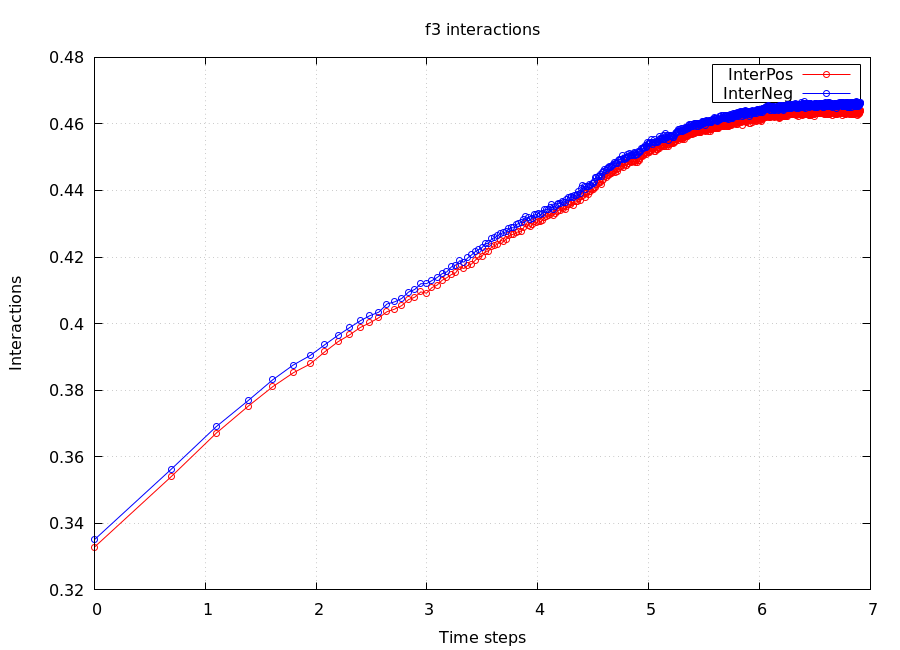 f3 interactions
0.48
0.46
0.44
0.42
0.4
0.38
0.36
0.34
0.32
Interactions
InterPos
InterNeg
0 1 2 3 4 5 6 7
Time steps